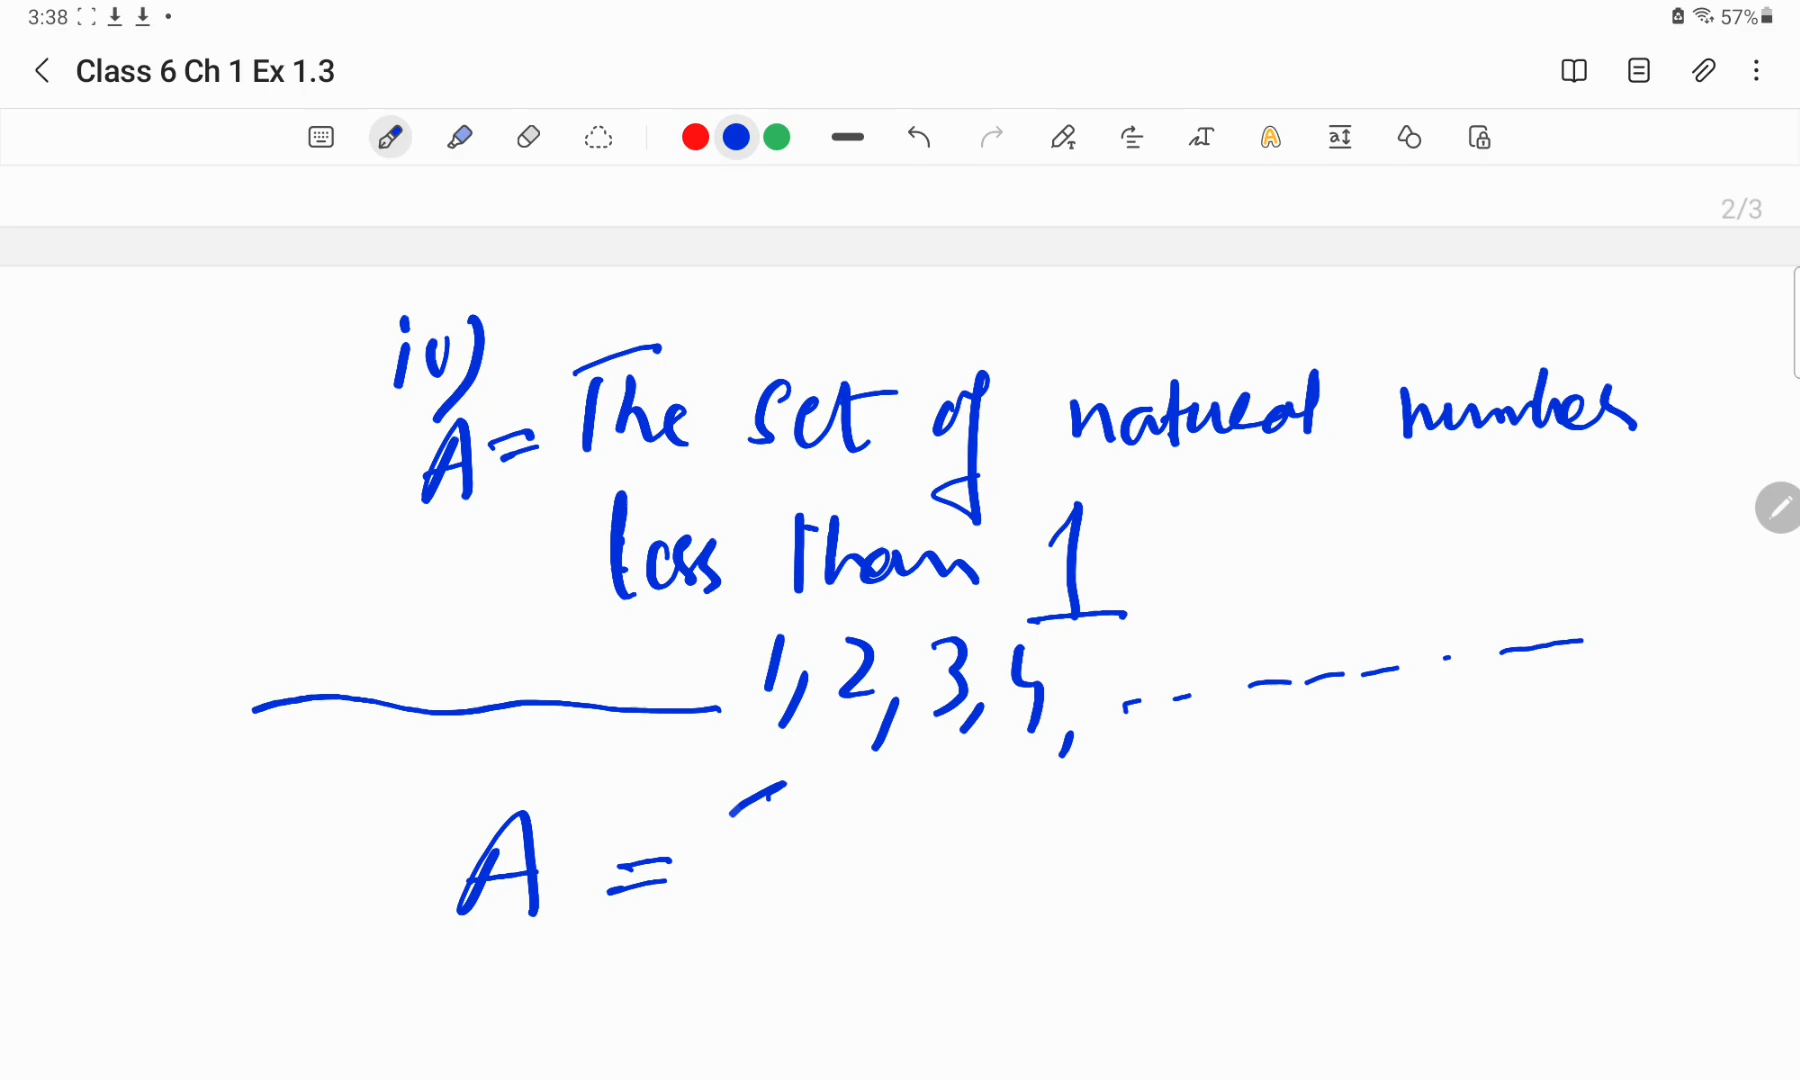 3:38
57%
Class 6 Ch 1 Ex 1.3
2/3
iv)
A = The set of natural number
less than 1
1, 2, 3, 4, ...
A =